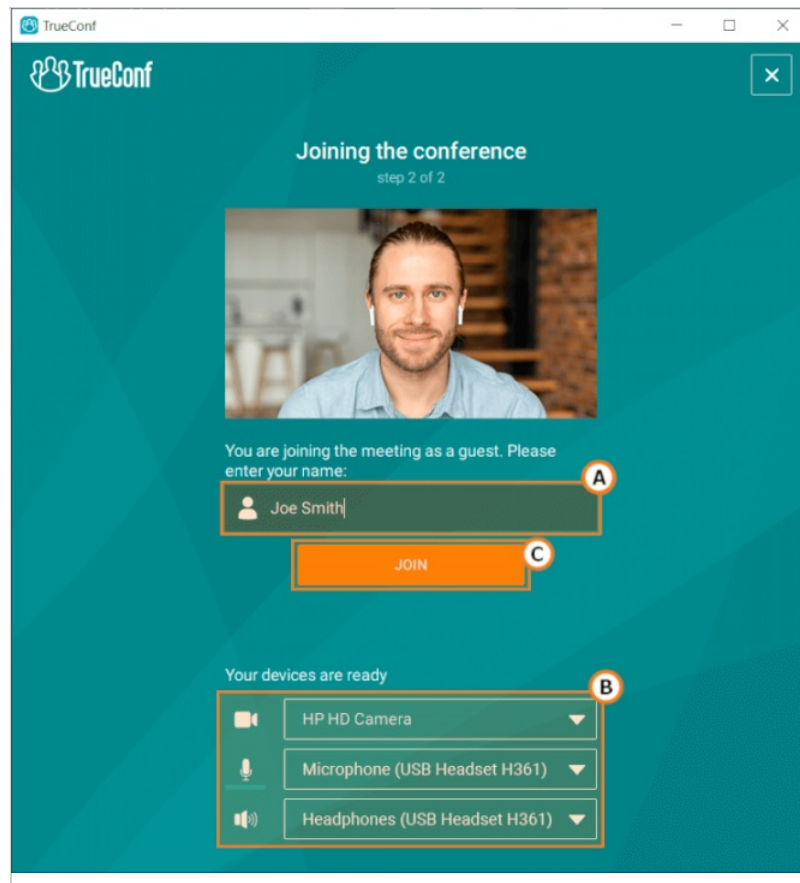 TrueConf
TrueConf
Joining the conference
step 2 of 2
You are joining the meeting as a guest. Please
enter your name:
A
Joe Smith
JOIN
C
Your devices are ready
B
HP HD Camera
Microphone (USB Headset H361)
Headphones (USB Headset H361)